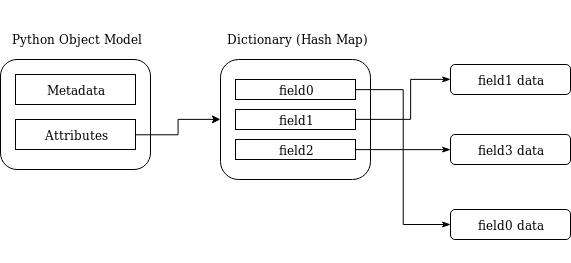 Python Object Model
Metadata
Attributes
Dictionary (Hash Map)
field0
field1
field2
field1 data
field3 data
field0 data